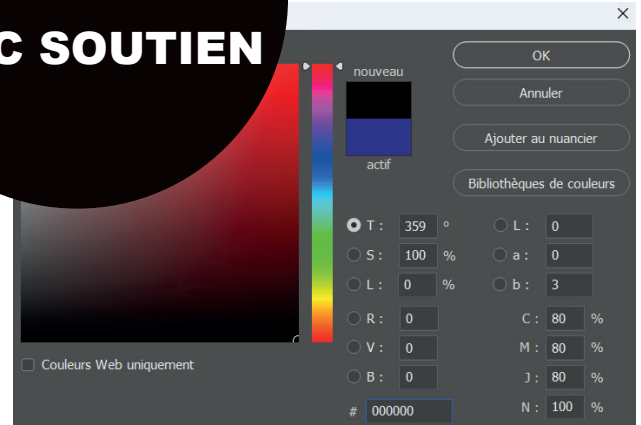 C SOUTIEN
nouveau
actif
OK
Annuler
Ajouter au nuancier
Bibliothèques de couleurs
T : 359 ° L : 0
S : 100 % a : 0
L : 0 % b : 3
R : 0 C : 80 %
V : 0 M : 80 %
B : 0 J : 80 %
# 000000 N : 100 %
Couleurs Web uniquement